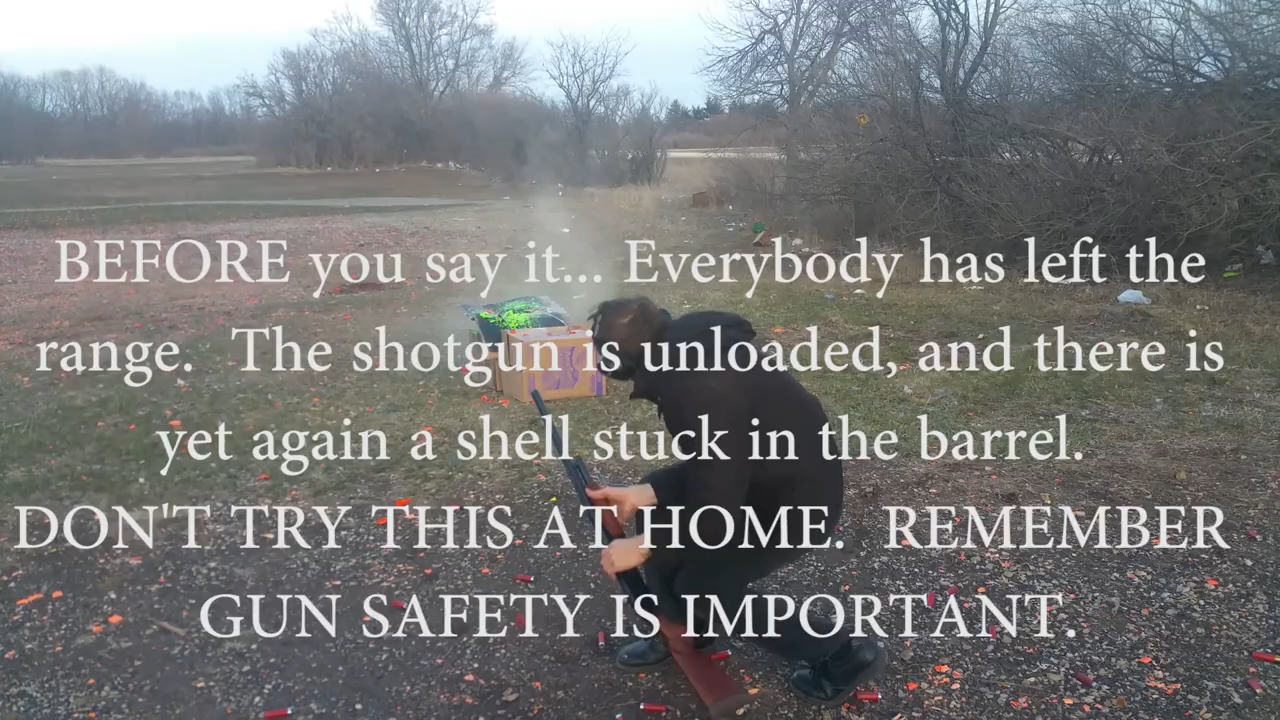 BEFORE you say it... Everybody has left the
range.  The shotgun is unloaded, and there is
yet again a shell stuck in the barrel.
DON'T TRY THIS AT HOME.  REMEMBER
GUN SAFETY IS IMPORTANT.